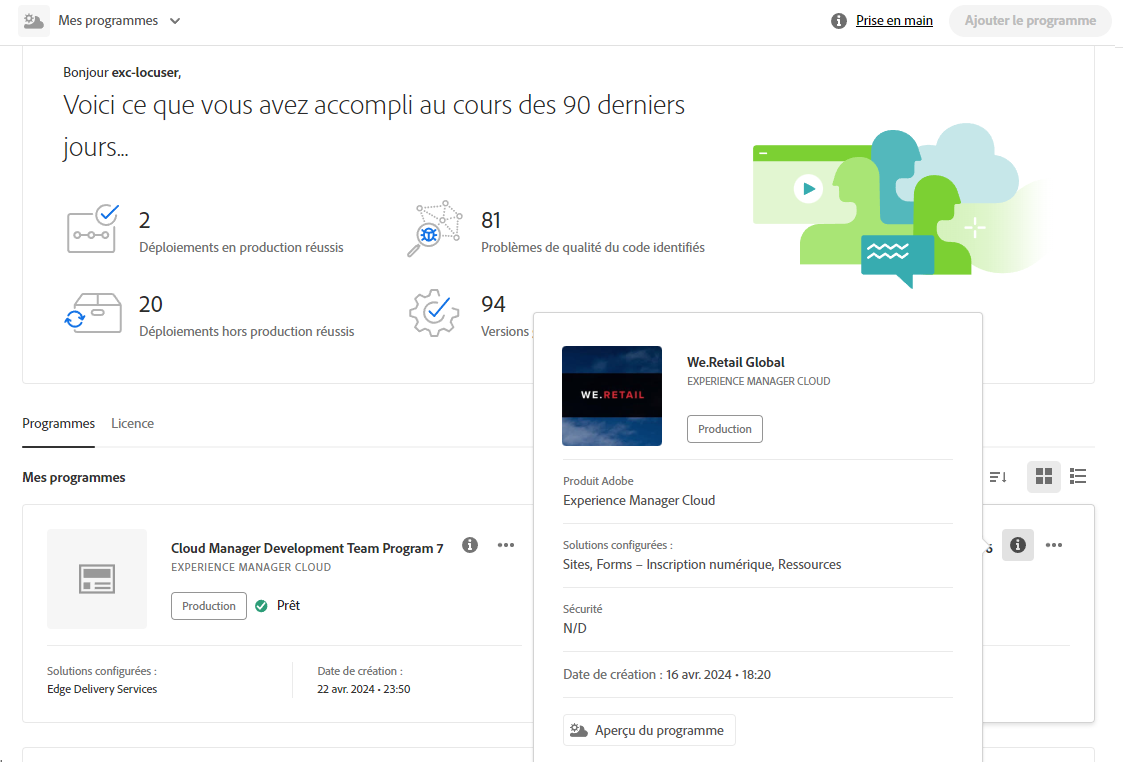 Mes programmes
Prise en main
Ajouter le programme
Bonjour exc-locuser,
Voici ce que vous avez accompli au cours des 90 derniers
jours...
2
Déploiements en production réussis
81
Problèmes de qualité du code identifiés
20
Déploiements hors production réussis
94
Versions
We.Retail Global
EXPERIENCE MANAGER CLOUD
WE.RETAIL
Production
Programmes
Licence
Mes programmes
Produit Adobe
Experience Manager Cloud
Solutions configurées :
Sites, Forms – Inscription numérique, Ressources
Sécurité
N/D
Date de création : 16 avr. 2024 • 18:20
Aperçu du programme
Cloud Manager Development Team Program 7
EXPERIENCE MANAGER CLOUD
Production
Prêt
Solutions configurées :
Edge Delivery Services
Date de création :
22 avr. 2024 • 23:50